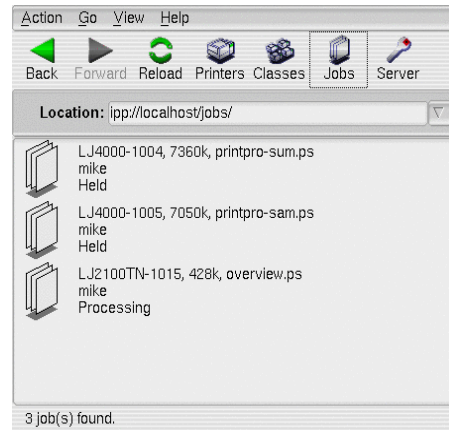 Action Go View Help
Back Forward Reload Printers Classes Jobs Server
Location: ipp://localhost/jobs/
LJ4000-1004, 7360k, printpro-sum.ps
mike
Held
LJ4000-1005, 7050k, printpro-sam.ps
mike
Held
LJ2100TN-1015, 428k, overview.ps
mike
Processing
3 job(s) found.